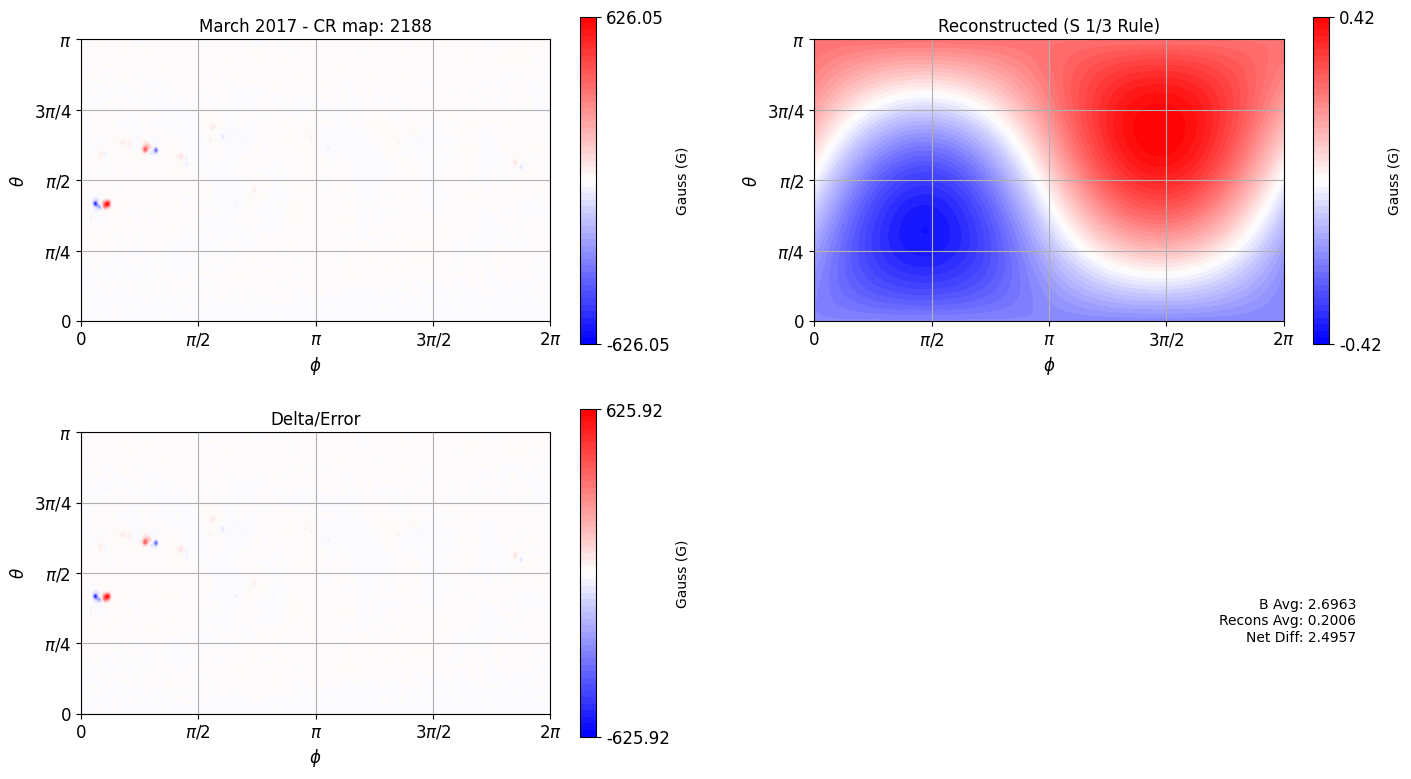 March 2017 - CR map: 2188
π
3π/4
π/2
π/4
0
θ
0
π/2
π
3π/2
2π
ϕ
626.05
-626.05
Gauss (G)
Reconstructed (S 1/3 Rule)
π
3π/4
π/2
π/4
0
θ
0
π/2
π
3π/2
2π
ϕ
0.42
-0.42
Gauss (G)
Delta/Error
π
3π/4
π/2
π/4
0
θ
0
π/2
π
3π/2
2π
ϕ
625.92
-625.92
Gauss (G)
B Avg: 2.6963
Recons Avg: 0.2006
Net Diff: 2.4957